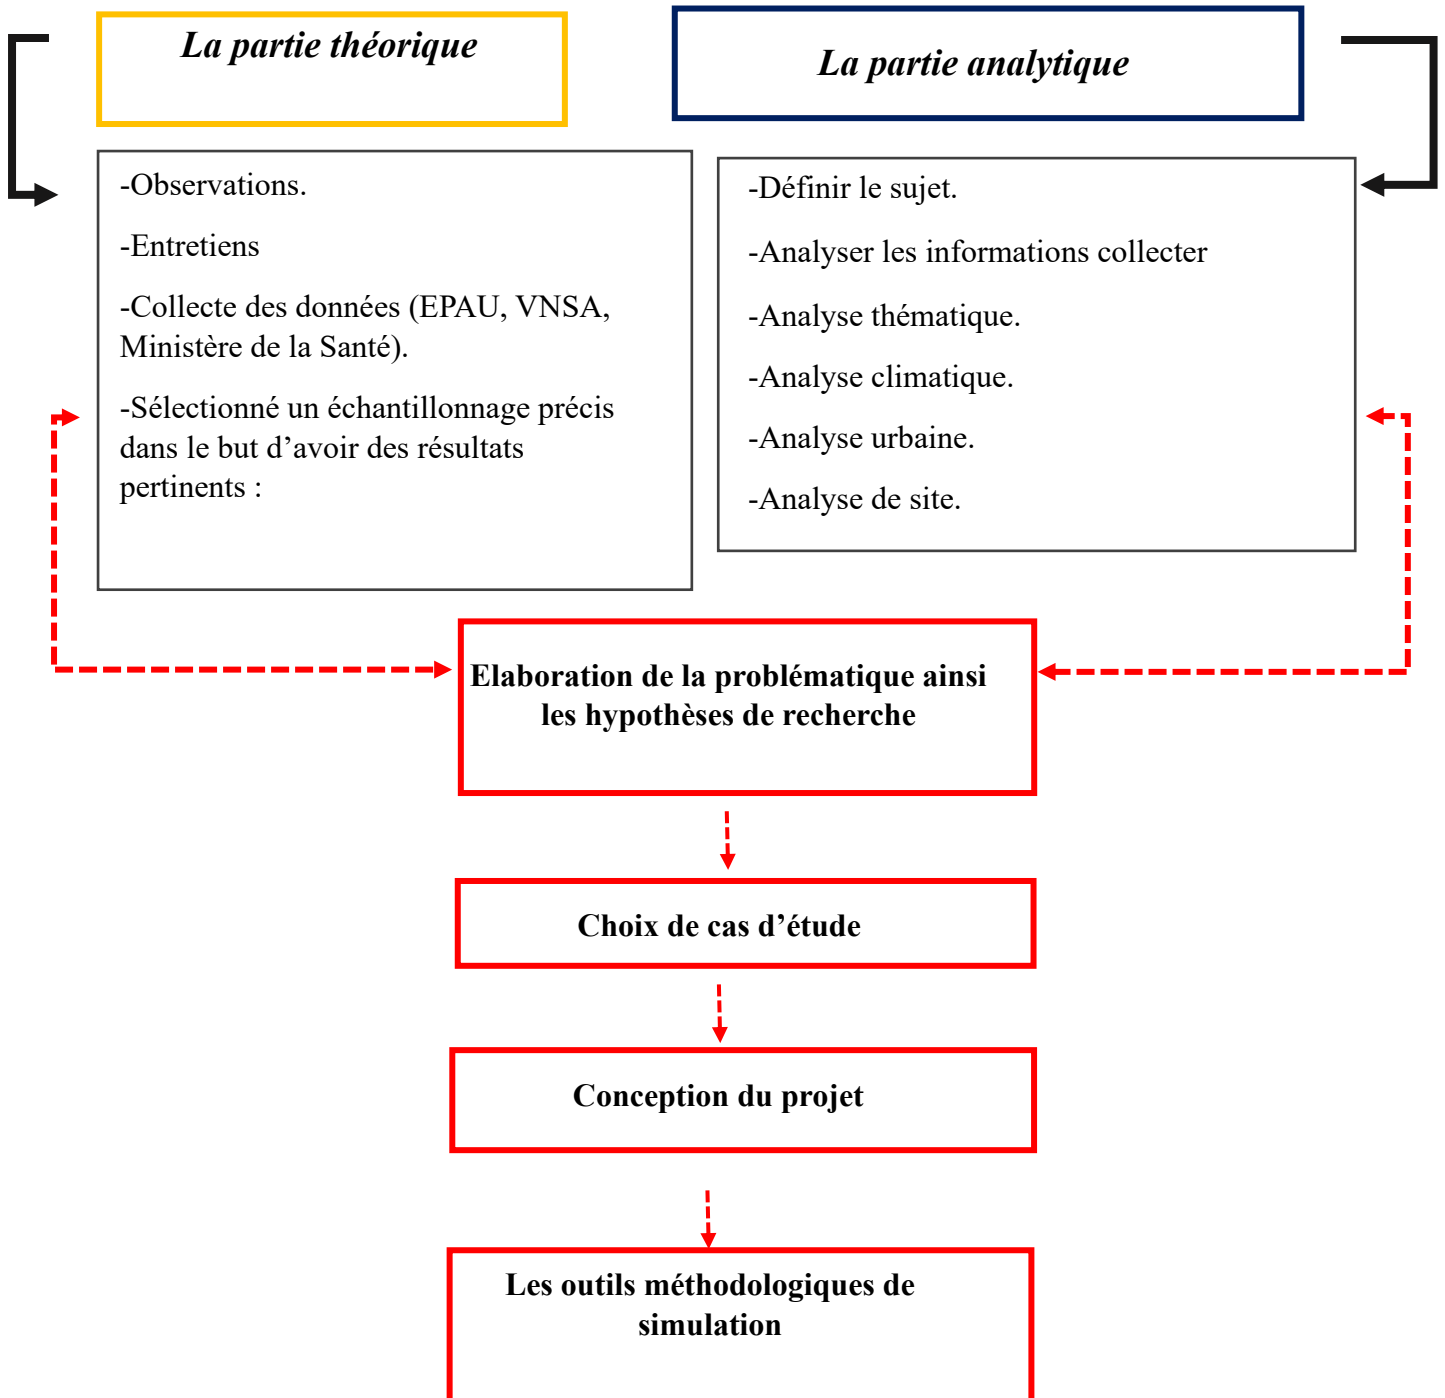 La partie théorique
La partie analytique
-Observations.
-Entretiens
-Collecte des données (EPAU, VNSA,
Ministère de la Santé).
-Sélectionné un échantillonnage précis
dans le but d’avoir des résultats
pertinents :
-Définir le sujet.
-Analyser les informations collecter
-Analyse thématique.
-Analyse climatique.
-Analyse urbaine.
-Analyse de site.
Elaboration de la problématique ainsi
les hypothèses de recherche
Choix de cas d’étude
Conception du projet
Les outils méthodologiques de
simulation